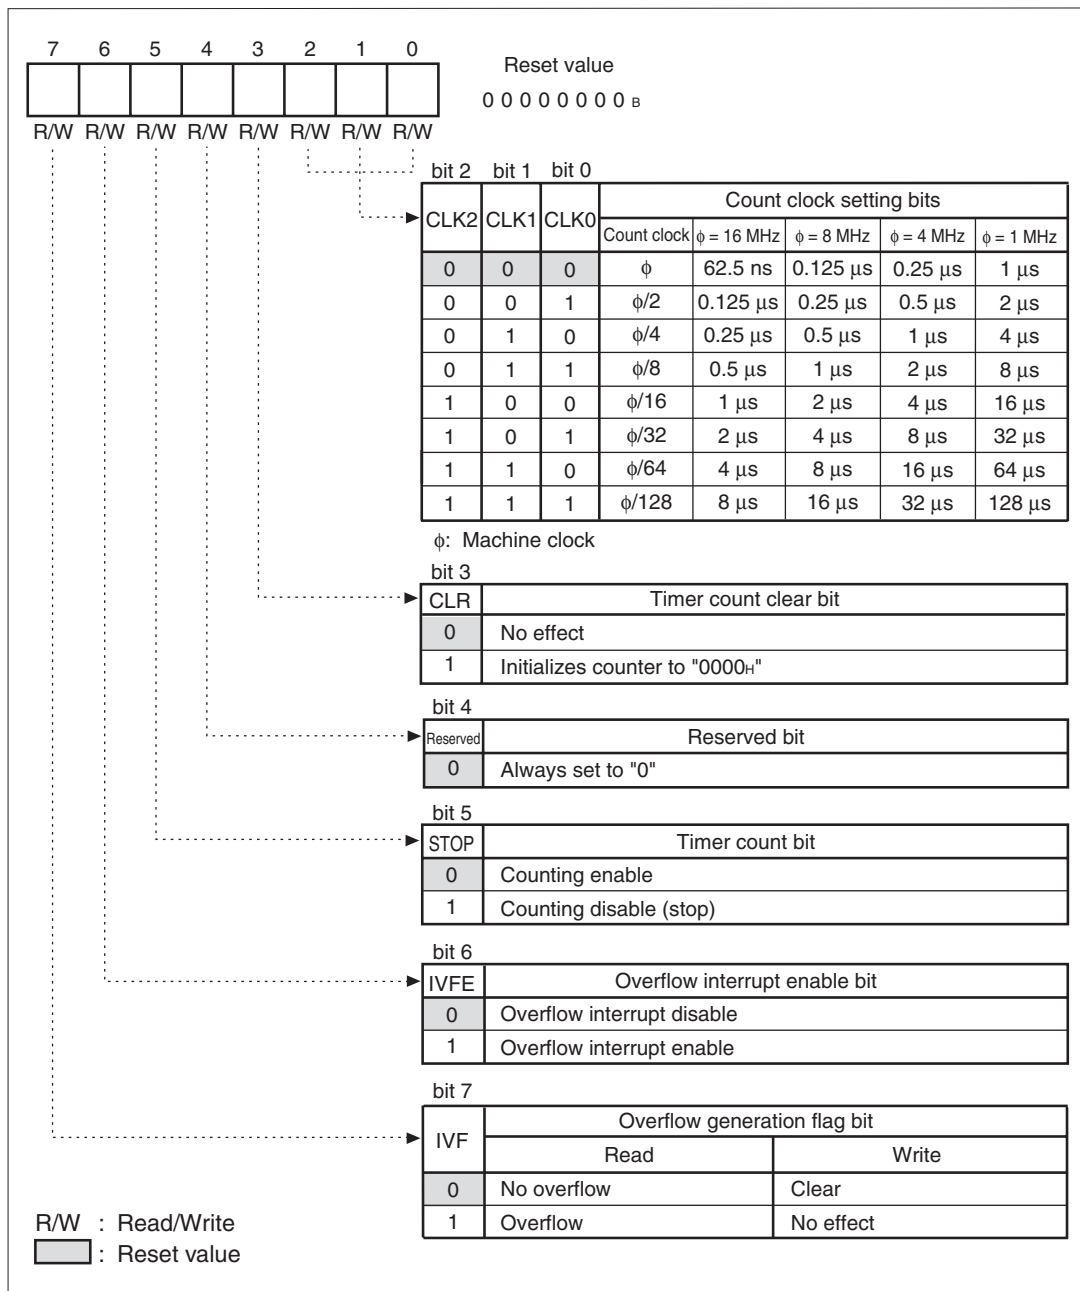 7 6 5 4 3 2 1 0
Reset value
0 0 0 0 0 0 0 0 B
R/W R/W R/W R/W R/W R/W R/W R/W
bit 2 bit 1 bit 0
CLK2 CLK1 CLK0 Count clock setting bits
Count clock ϕ = 16 MHz ϕ = 8 MHz ϕ = 4 MHz ϕ = 1 MHz
0 0 0 ϕ 62.5 ns 0.125 μs 0.25 μs 1 μs
0 0 1 ϕ/2 0.125 μs 0.25 μs 0.5 μs 2 μs
0 1 0 ϕ/4 0.25 μs 0.5 μs 1 μs 4 μs
0 1 1 ϕ/8 0.5 μs 1 μs 2 μs 8 μs
1 0 0 ϕ/16 1 μs 2 μs 4 μs 16 μs
1 0 1 ϕ/32 2 μs 4 μs 8 μs 32 μs
1 1 0 ϕ/64 4 μs 8 μs 16 μs 64 μs
1 1 1 ϕ/128 8 μs 16 μs 32 μs 128 μs
ϕ: Machine clock
bit 3
CLR Timer count clear bit
0 No effect
1 Initializes counter to "0000H"
bit 4
Reserved Reserved bit
0 Always set to "0"
bit 5
STOP Timer count bit
0 Counting enable
1 Counting disable (stop)
bit 6
IVFE Overflow interrupt enable bit
0 Overflow interrupt disable
1 Overflow interrupt enable
bit 7
IVF Overflow generation flag bit
Read Write
0 No overflow Clear
1 Overflow No effect
R/W : Read/Write
: Reset value